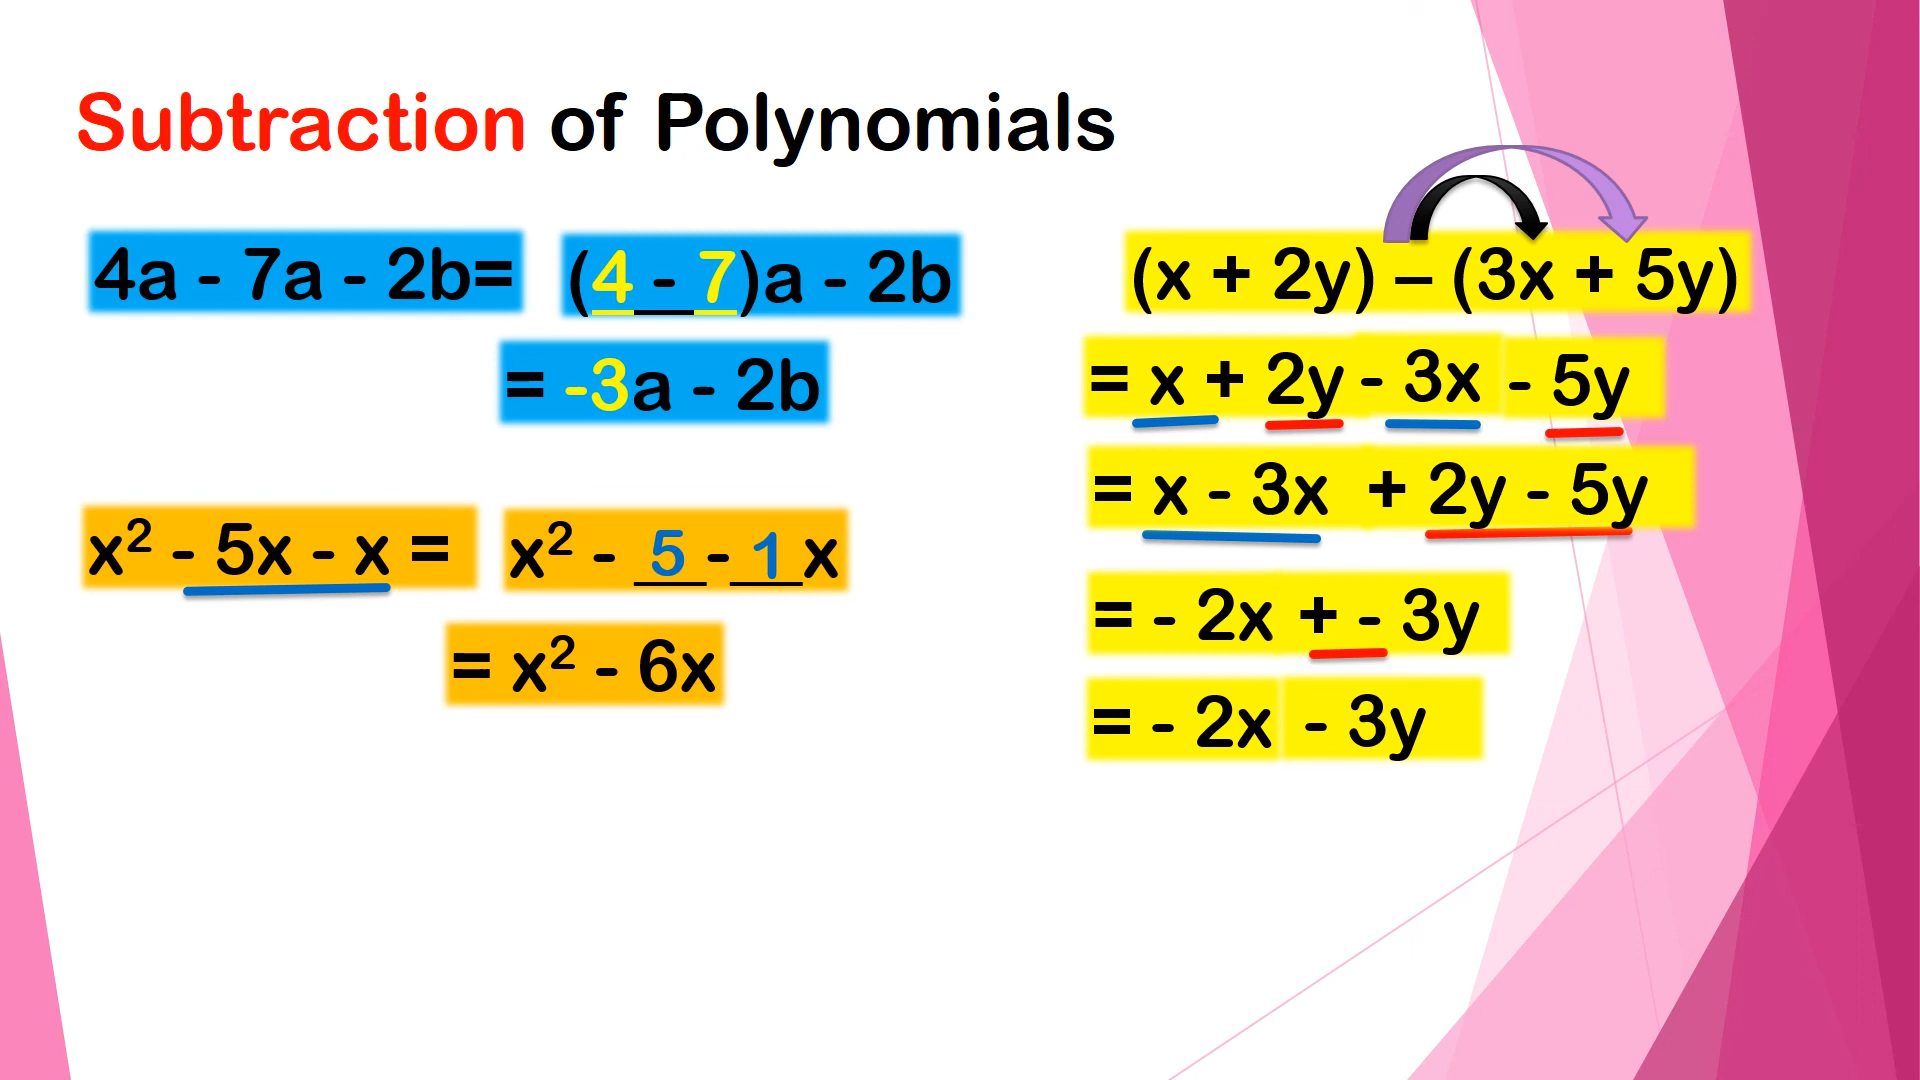 Subtraction of Polynomials
4a - 7a - 2b= (4 - 7)a - 2b
= -3a - 2b
x² - 5x - x = x² - 5 - 1x
= x² - 6x
(x + 2y) – (3x + 5y)
= x + 2y - 3x - 5y
= x - 3x + 2y - 5y
= - 2x + - 3y
= - 2x - 3y